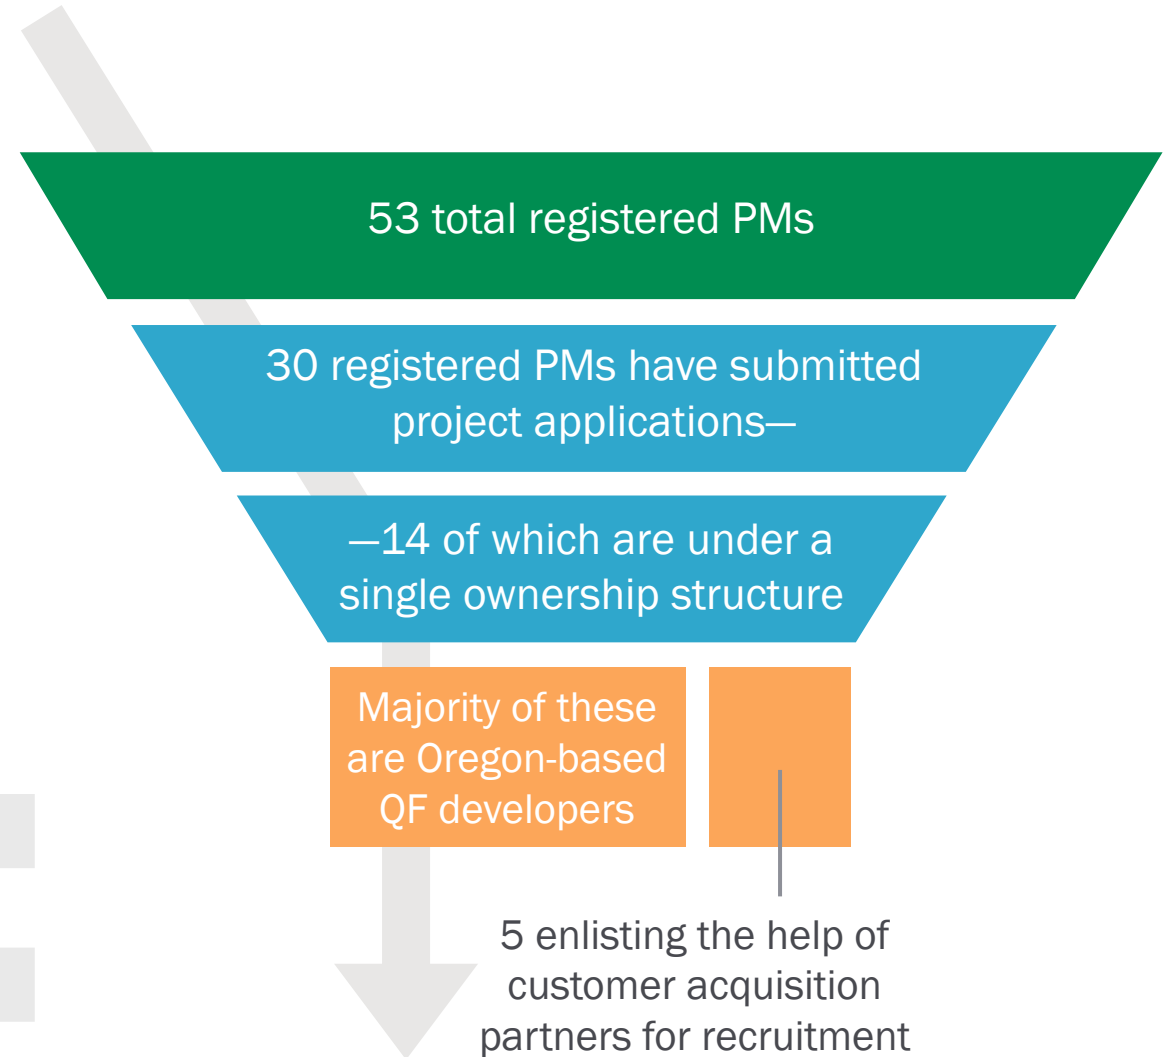 53 total registered PMs
30 registered PMs have submitted
project applications—
—14 of which are under a
single ownership structure
Majority of these
are Oregon-based
QF developers
5 enlisting the help of
customer acquisition
partners for recruitment